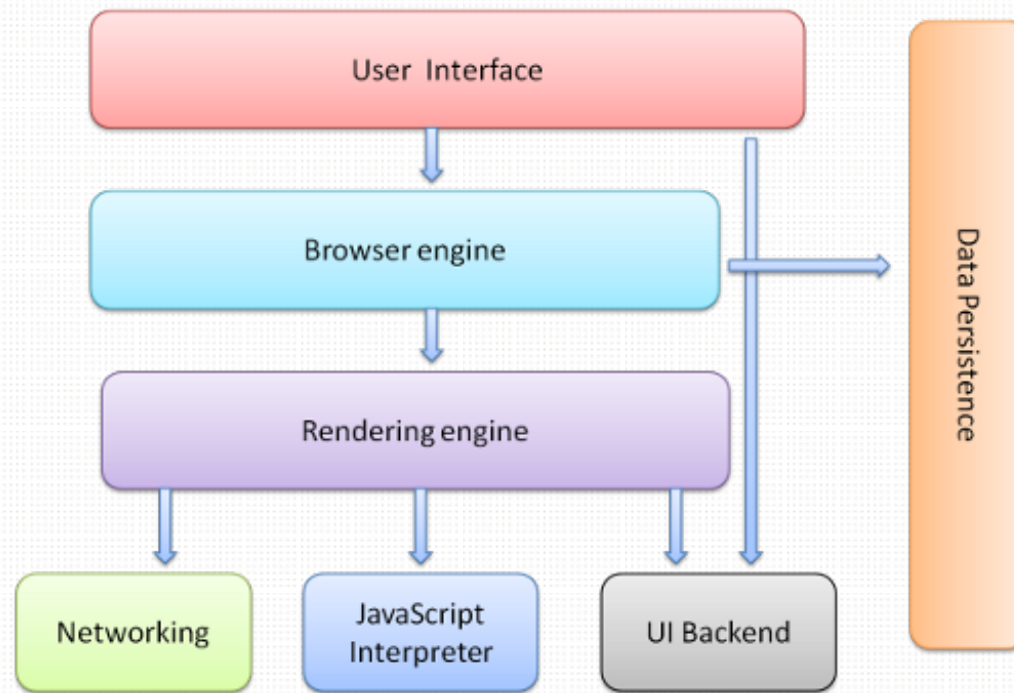 User  Interface
Browser engine
Data Persistence
Rendering engine
Networking
JavaScript
Interpreter
UI Backend